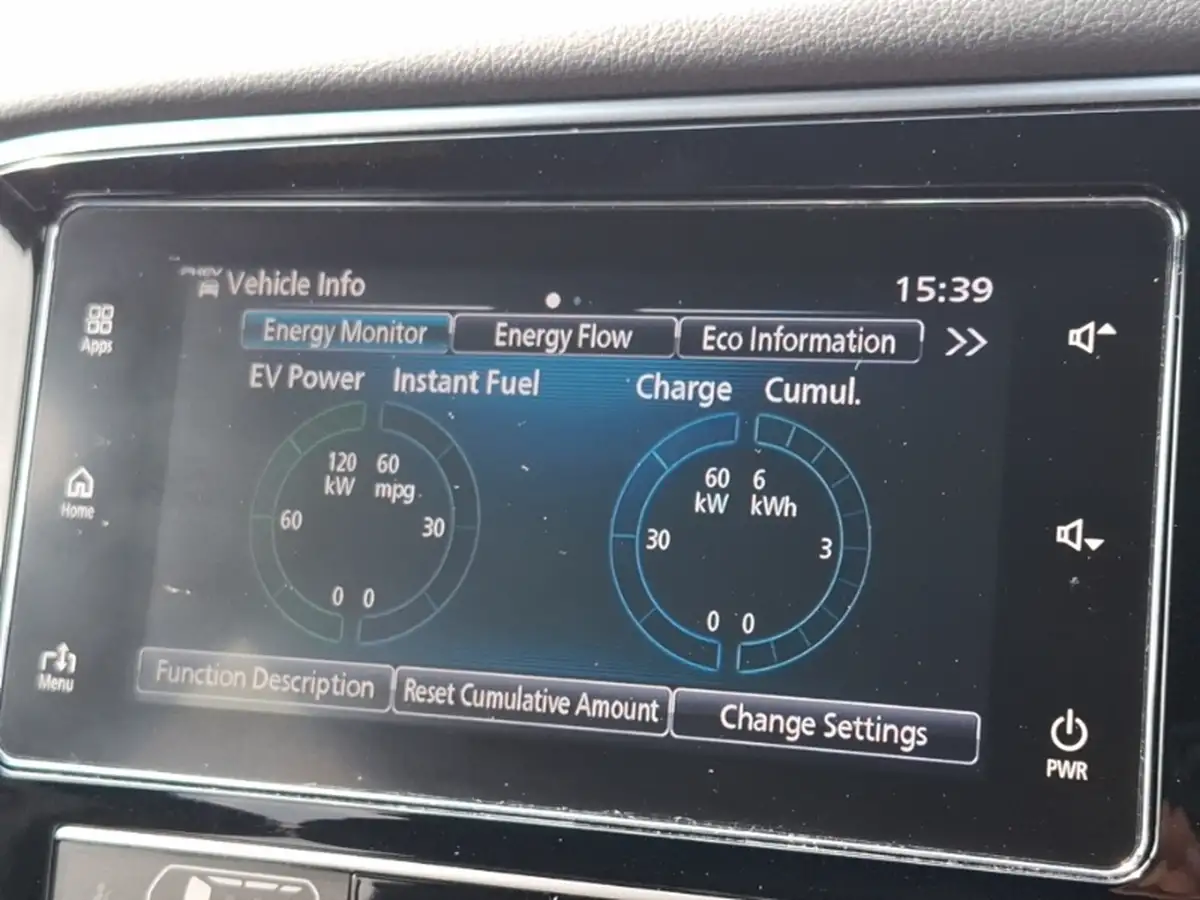 PHEV Vehicle Info
15:39
Apps
Energy Monitor
Energy Flow
Eco Information
EV Power
Instant Fuel
Charge
Cumul.
120
kW
60
mpg
60
30
0
0
60
kW
6
kWh
30
3
0
0
Home
Menu
Function Description
Reset Cumulative Amount
Change Settings
PWR